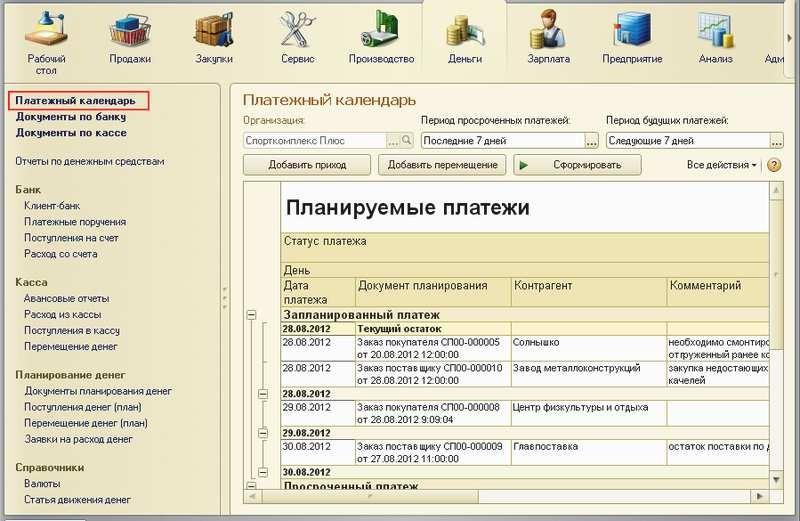 Рабочий
стол
Продажи
Закупки
Сервис
Производство
Деньги
Зарплата
Предприятие
Анализ
Адм
Платежный календарь
Документы по банку
Документы по кассе
Отчеты по денежным средствам
Банк
Клиент-банк
Платежные поручения
Поступления на счет
Расход со счета
Касса
Авансовые отчеты
Расход из кассы
Поступления в кассу
Перемещение денег
Планирование денег
Документы планирования денег
Поступления денег (план)
Перемещение денег (план)
Заявки на расход денег
Справочники
Валюты
Статья движения денег
Платежный календарь
Организация: Период просроченных платежей: Период будущих платежей:
Спорткомплекс Плюс ... Последние 7 дней ... Следующие 7 дней ...
Добавить приход Добавить перемещение Сформировать Все действия ?
Планируемые платежи
Статус платежа
День
Дата Документ планирования Контрагент Комментарий
платежа
Запланированный платеж
28.08.2012 Текущий остаток
28.08.2012 Заказ покупателя СП00-000005 Солнышко необходимо смонтиро
от 20.08.2012 12:00:00 отгруженный ранее ко
28.08.2012 Заказ поставщику СП00-000010 Завод металлоконструкций закупка недостающих
от 28.08.2012 12:00:00 качелей
28.08.2012
29.08.2012 Заказ покупателя СП00-000008 Центр физкультуры и отдыха
от 28.08.2012 9:09:04
29.08.2012
30.08.2012 Заказ поставщику СП00-000009 Главпоставка остаток поставки по д
от 27.08.2012 11:00:00
30.08.2012
Просроченный платеж